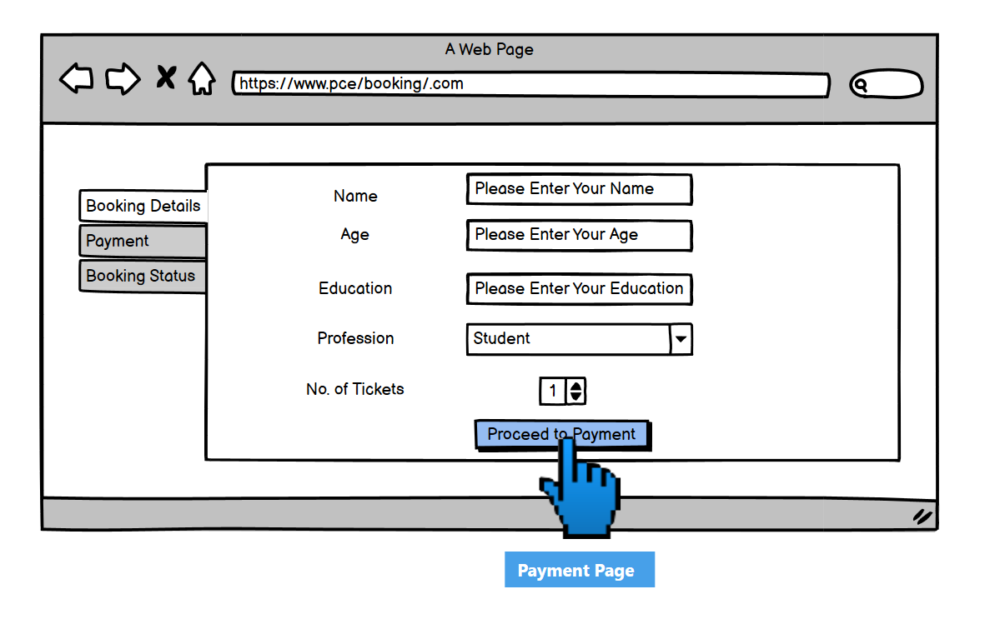 A Web Page
https://www.pce/booking/.com
Booking Details
Payment
Booking Status
Name
Please Enter Your Name
Age
Please Enter Your Age
Education
Please Enter Your Education
Profession
Student
No. of Tickets
1
Proceed to Payment
Payment Page